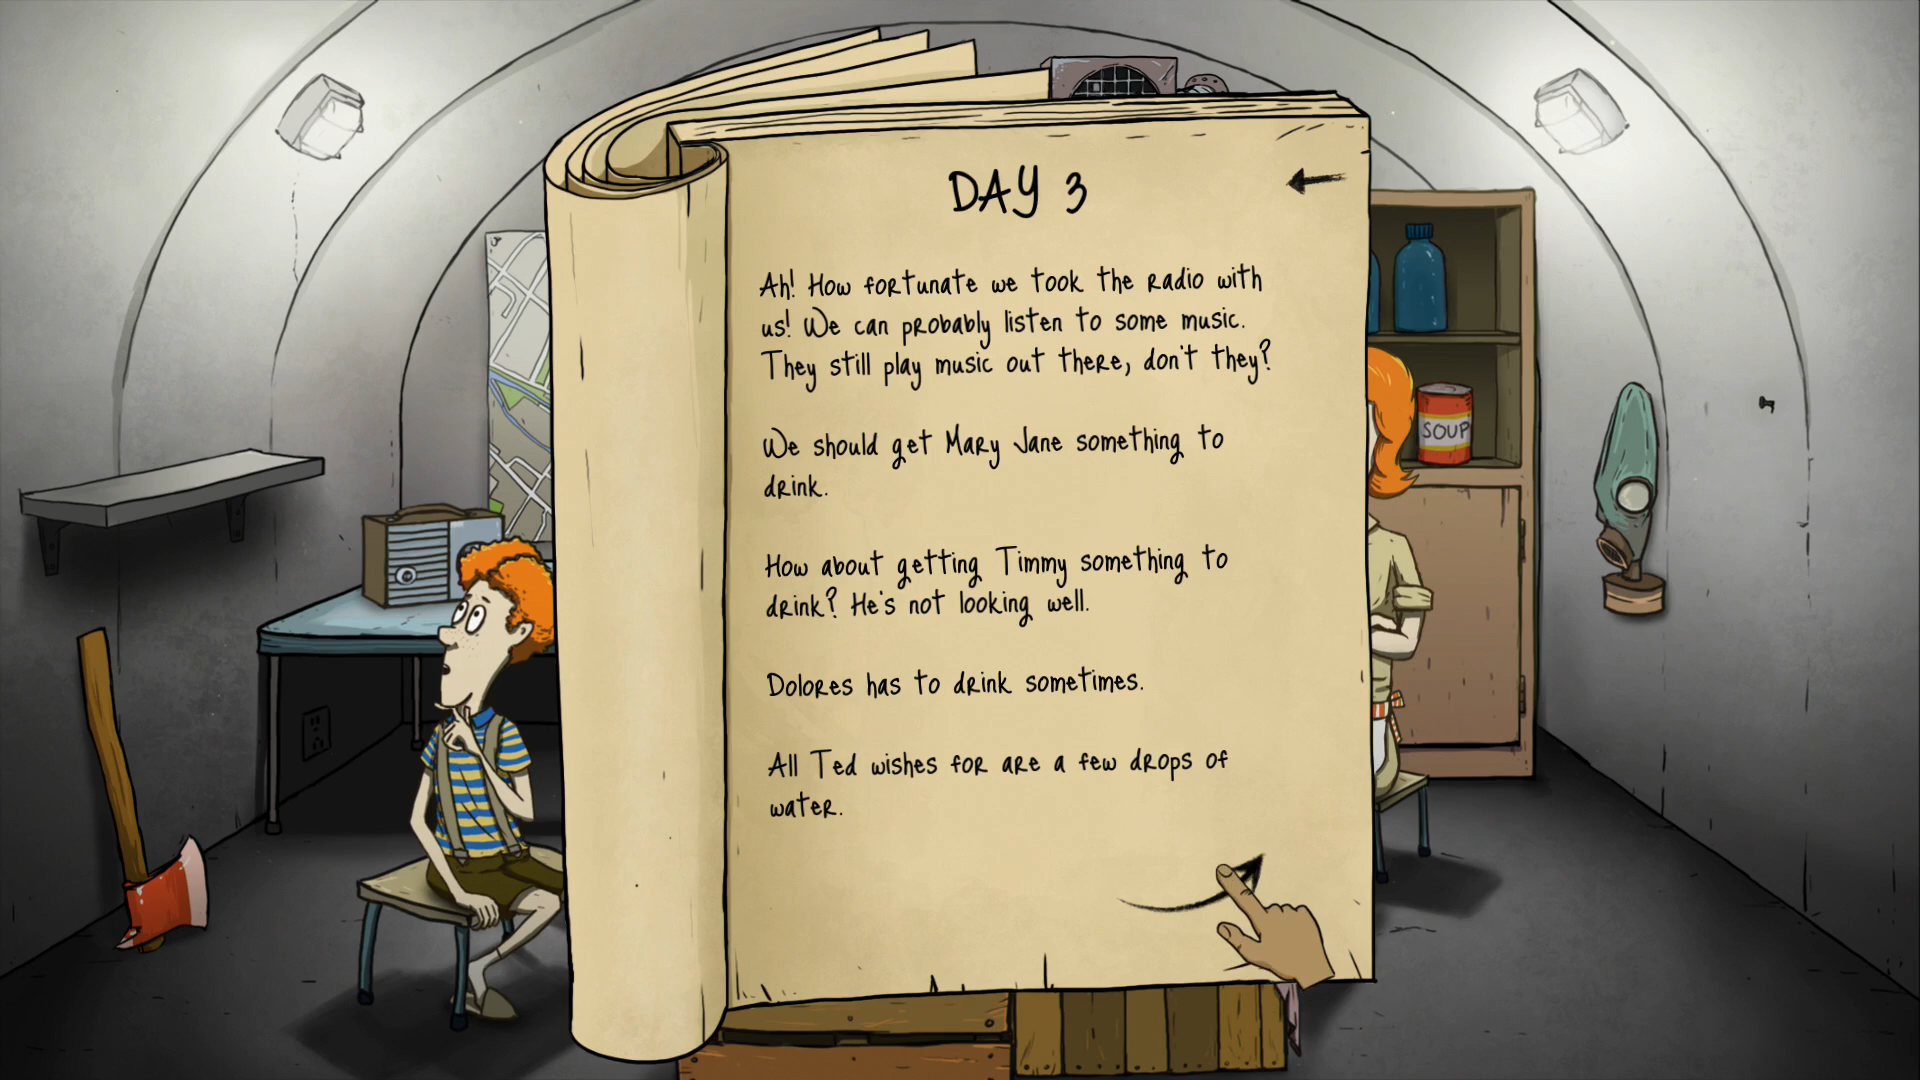 DAY 3
Ah! How fortunate we took the radio with
us! We can probably listen to some music.
They still play music out there, don't they?
We should get Mary Jane something to
drink.
How about getting Timmy something to
drink? He's not looking well.
Dolores has to drink sometimes.
All Ted wishes for are a few drops of
water.
SOUP